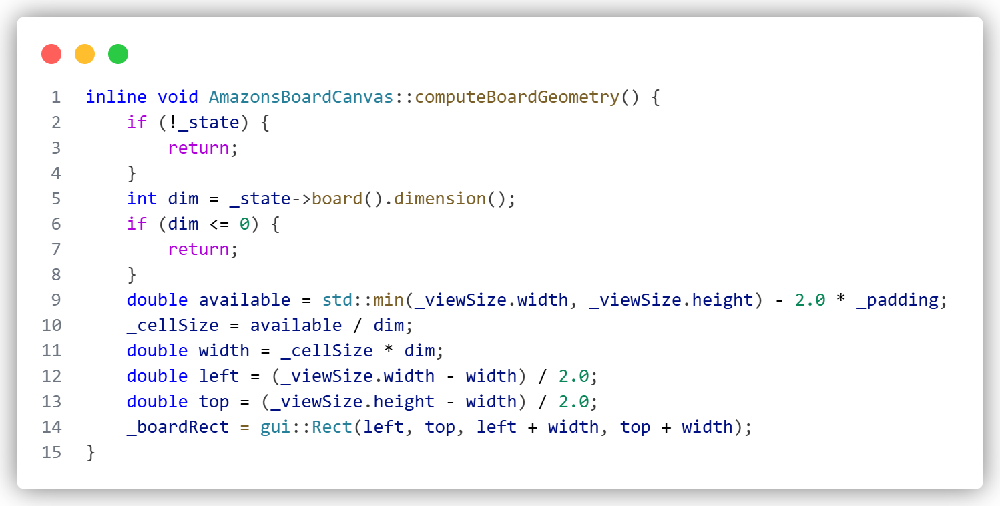 1 inline void AmazonsBoardCanvas::computeBoardGeometry() {
2     if (!_state) {
3         return;
4     }
5     int dim = _state->board().dimension();
6     if (dim <= 0) {
7         return;
8     }
9     double available = std::min(_viewSize.width, _viewSize.height) - 2.0 * _padding;
10     _cellSize = available / dim;
11     double width = _cellSize * dim;
12     double left = (_viewSize.width - width) / 2.0;
13     double top = (_viewSize.height - width) / 2.0;
14     _boardRect = gui::Rect(left, top, left + width, top + width);
15 }